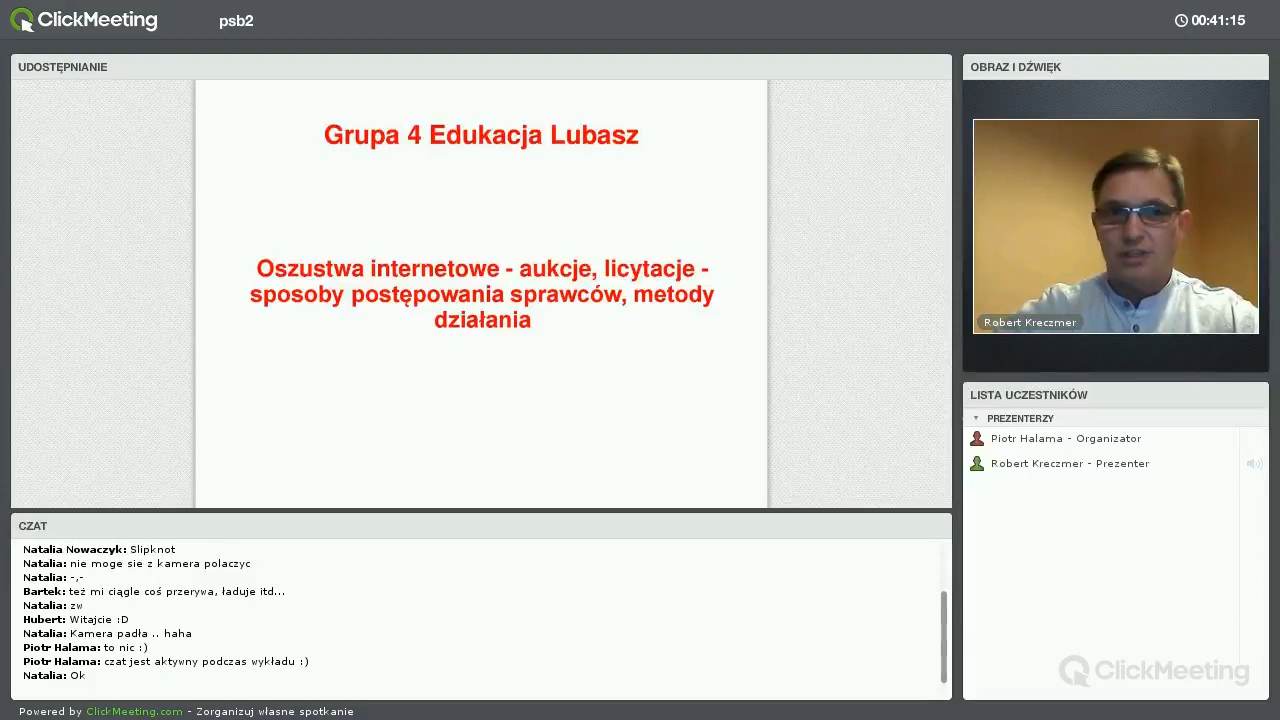 ClickMeeting
psb2
00:41:15
UDOSTĘPNIANIE
Grupa 4 Edukacja Lubasz
Oszustwa internetowe - aukcje, licytacje -
sposoby postępowania sprawców, metody
działania
OBRAZ I DŹWIĘK
Robert Kreczmer
LISTA UCZESTNIKÓW
PREZENTERZY
Piotr Halama - Organizator
Robert Kreczmer - Prezenter
ClickMeeting
CZAT
Natalia Nowaczyk: Slipknot
Natalia: nie moge sie z kamera polaczyc
Natalia: -,-
Bartek: też mi ciągle coś przerywa, ładuje itd...
Natalia: zw
Hubert: Witajcie :D
Natalia: Kamera padła .. haha
Piotr Halama: to nic :)
Piotr Halama: czat jest aktywny podczas wykładu :)
Natalia: Ok
Powered by ClickMeeting.com - Zorganizuj własne spotkanie